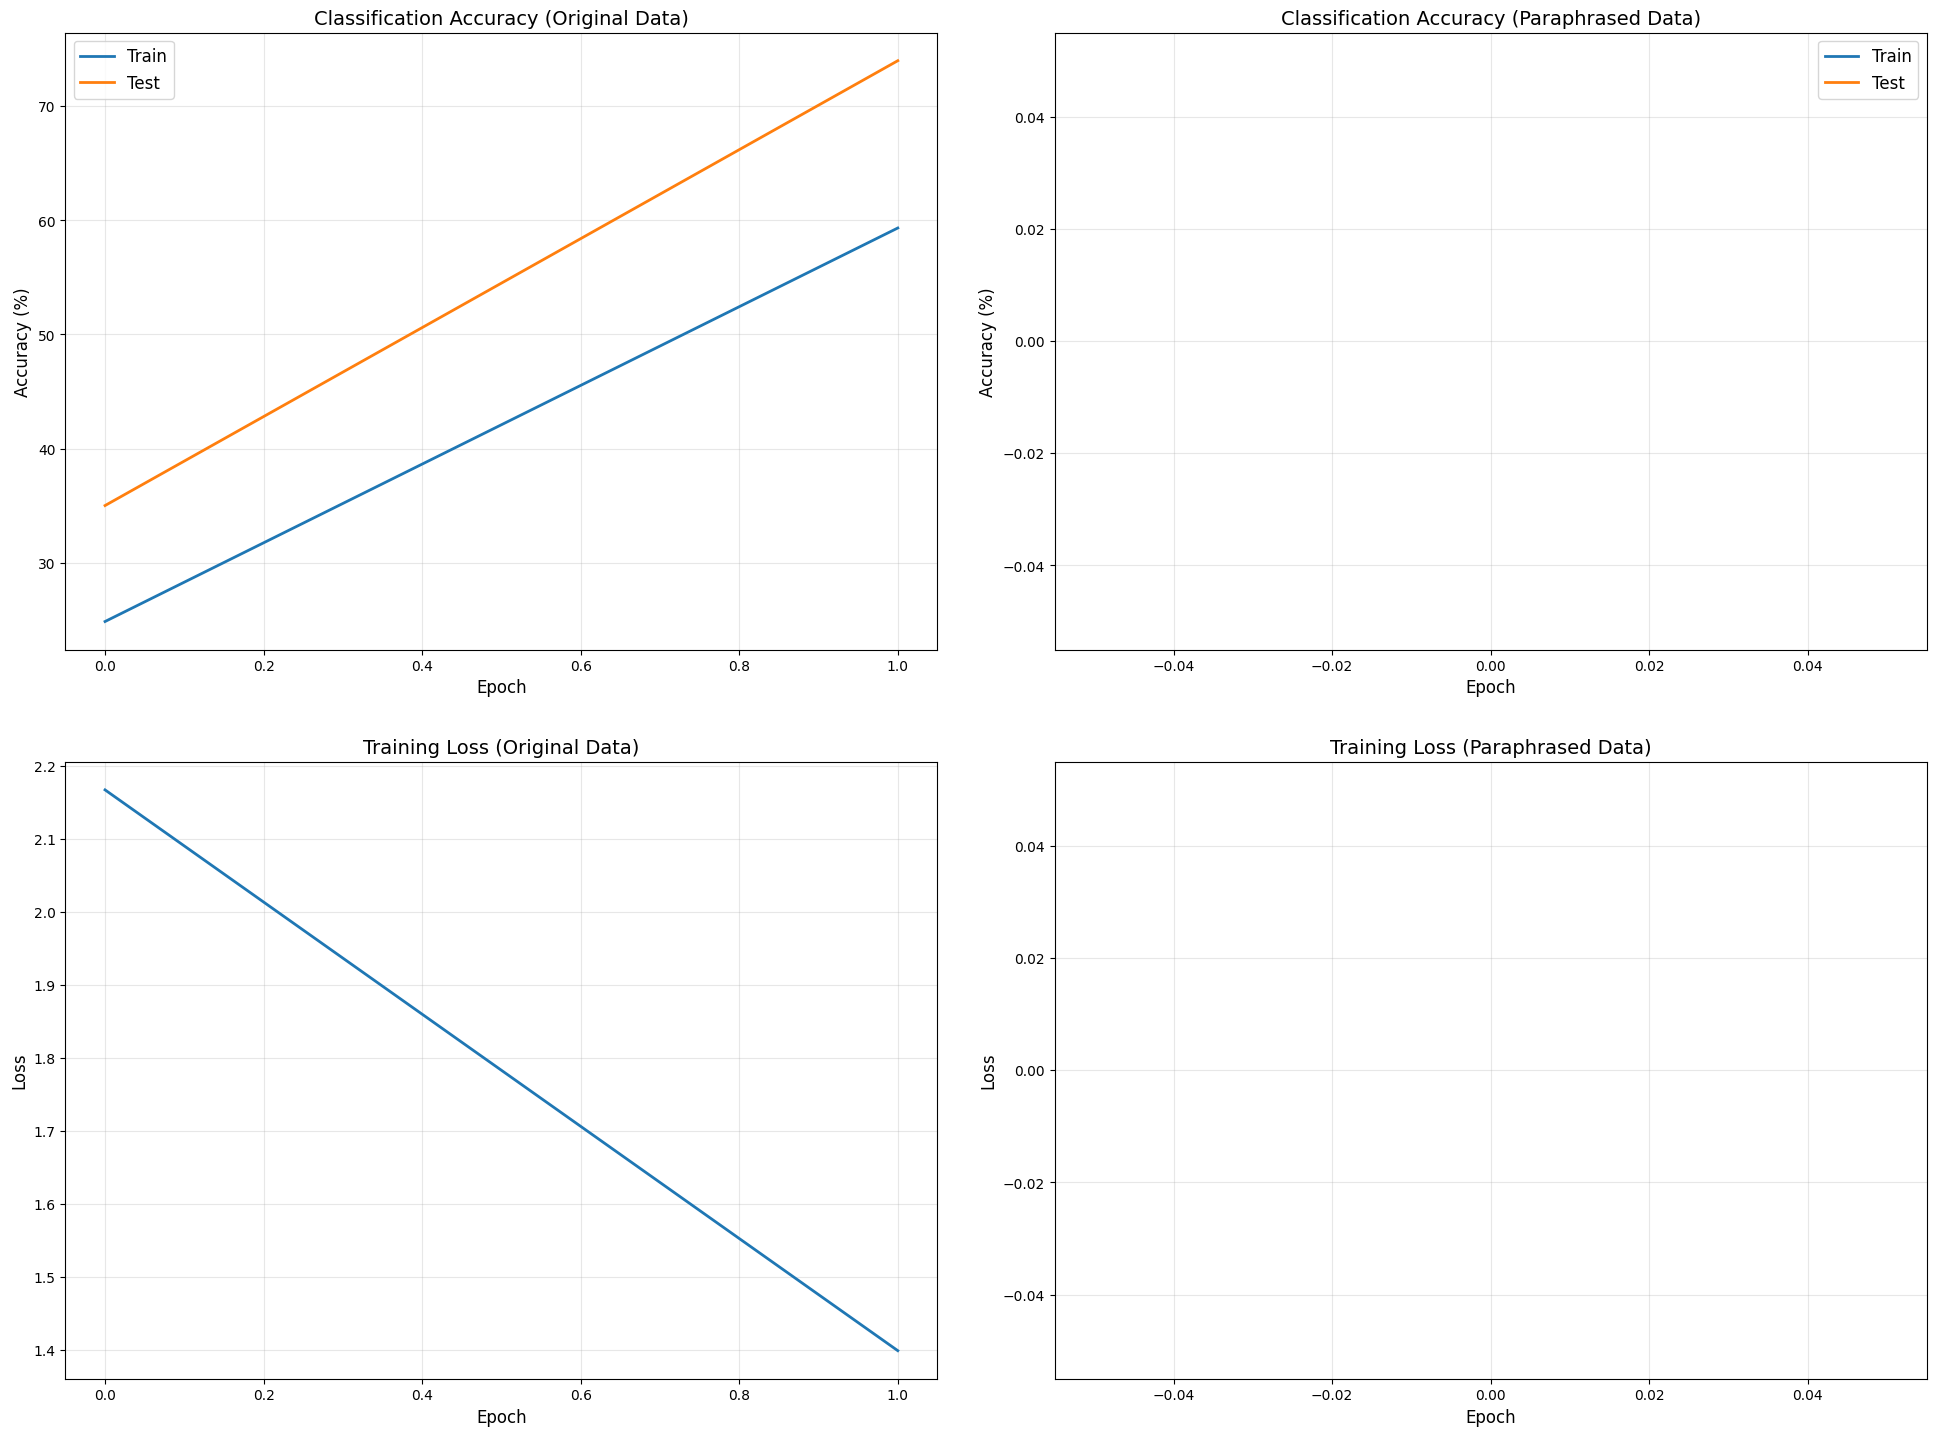 Classification Accuracy (Original Data)
Train
Test
Accuracy (%)
70
60
50
40
30
0.0 0.2 0.4 0.6 0.8 1.0
Epoch
Classification Accuracy (Paraphrased Data)
Train
Test
Accuracy (%)
0.04
0.02
0.00
−0.02
−0.04
−0.04 −0.02 0.00 0.02 0.04
Epoch
Training Loss (Original Data)
Loss
2.2
2.1
2.0
1.9
1.8
1.7
1.6
1.5
1.4
0.0 0.2 0.4 0.6 0.8 1.0
Epoch
Training Loss (Paraphrased Data)
Loss
0.04
0.02
0.00
−0.02
−0.04
−0.04 −0.02 0.00 0.02 0.04
Epoch